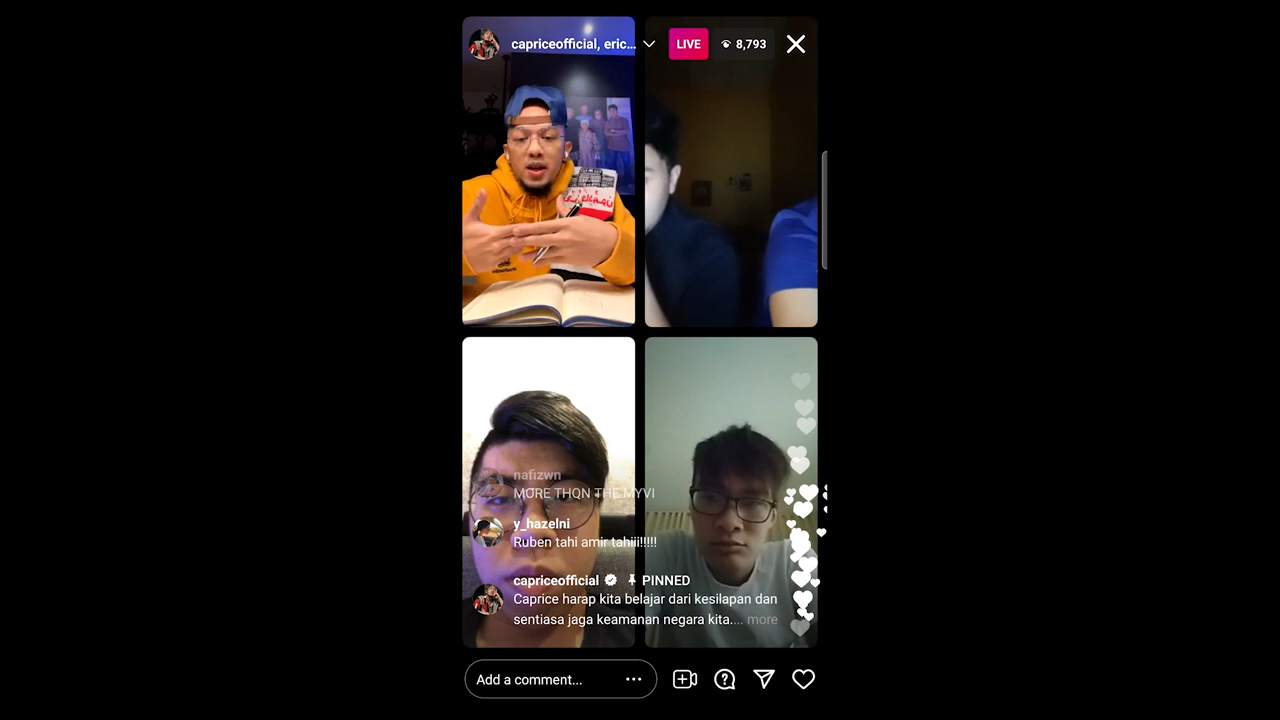 capriceofficial, eric...
LIVE
8,793
nafizwn
MORE THQN THE MYVI
y_hazelni
Ruben tahi amir tahiii!!!!!
capriceofficial PINNED
Caprice harap kita belajar dari kesilapan dan
sentiasa jaga keamanan negara kita.... more
Add a comment...